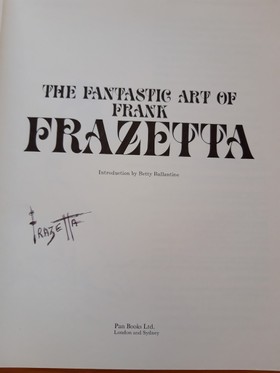 THE FANTASTIC ART OF
FRANK
FRAZETTA
Introduction by Betty Ballantine
FRAZETTA
Pan Books Ltd.
London and Sydney